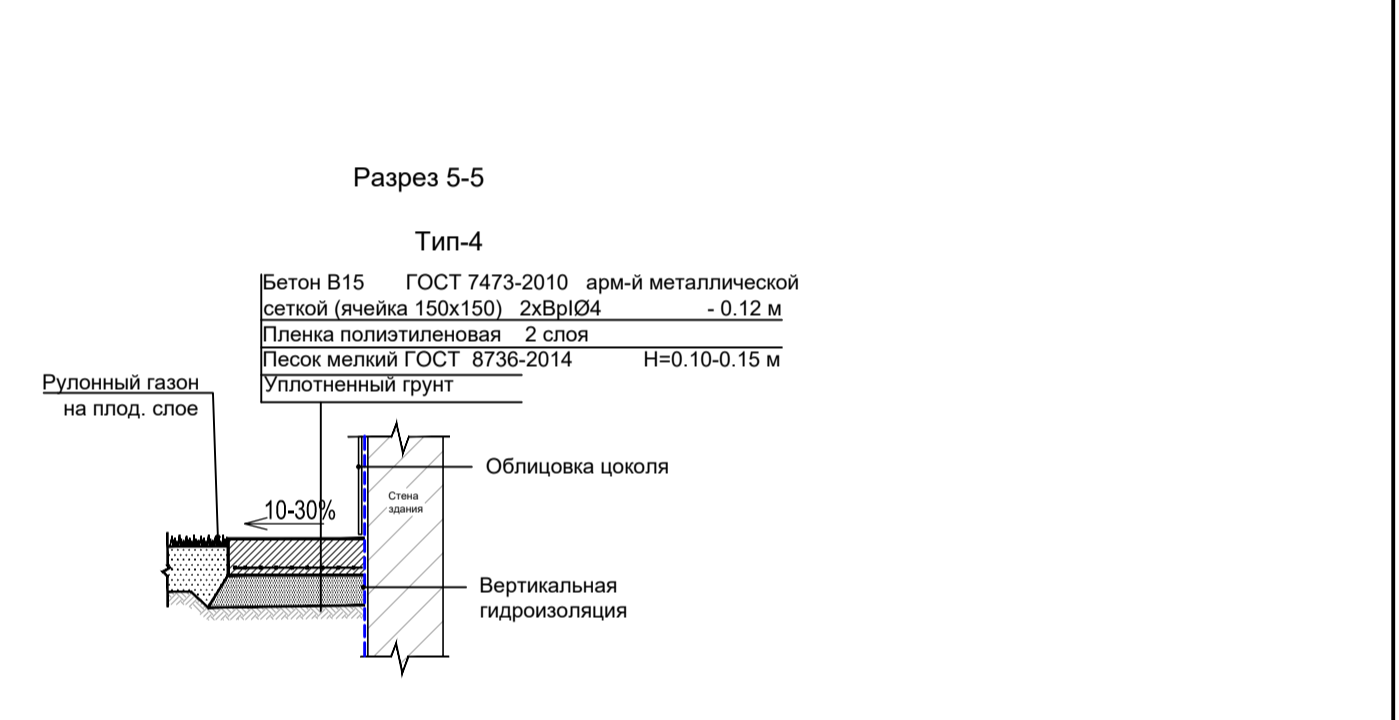 Разрез 5-5
Тип-4
Бетон В15 ГОСТ 7473-2010 арм-й металлической
сеткой (ячейка 150х150) 2хВрIØ4 - 0.12 м
Пленка полиэтиленовая 2 слоя
Песок мелкий ГОСТ 8736-2014 Н=0.10-0.15 м
Уплотненный грунт
Рулонный газон
на плод. слое
Облицовка цоколя
Стена
здания
10-30%
Вертикальная
гидроизоляция